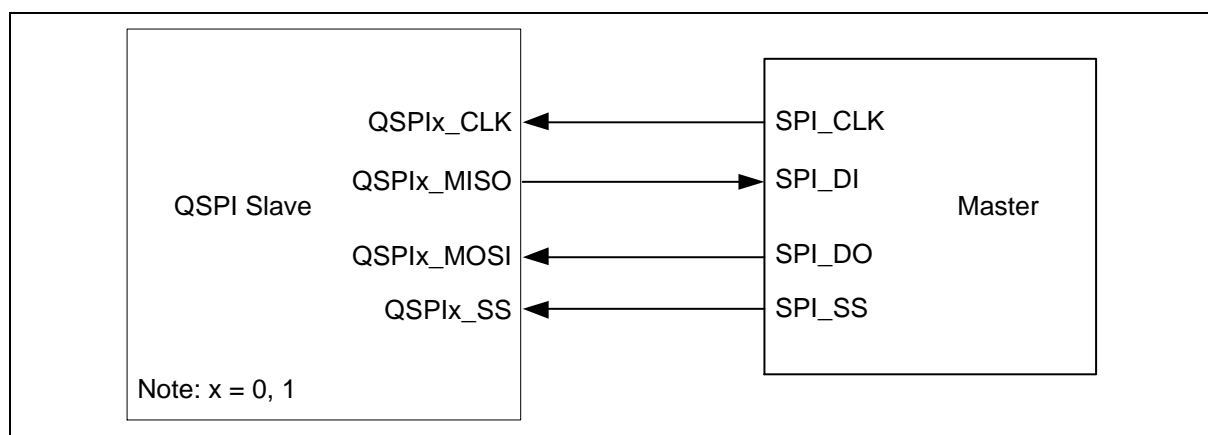 QSPIx_CLK
SPI_CLK
QSPIx_MISO
SPI_DI
QSPI Slave
Master
QSPIx_MOSI
SPI_DO
QSPIx_SS
SPI_SS
Note: x = 0, 1